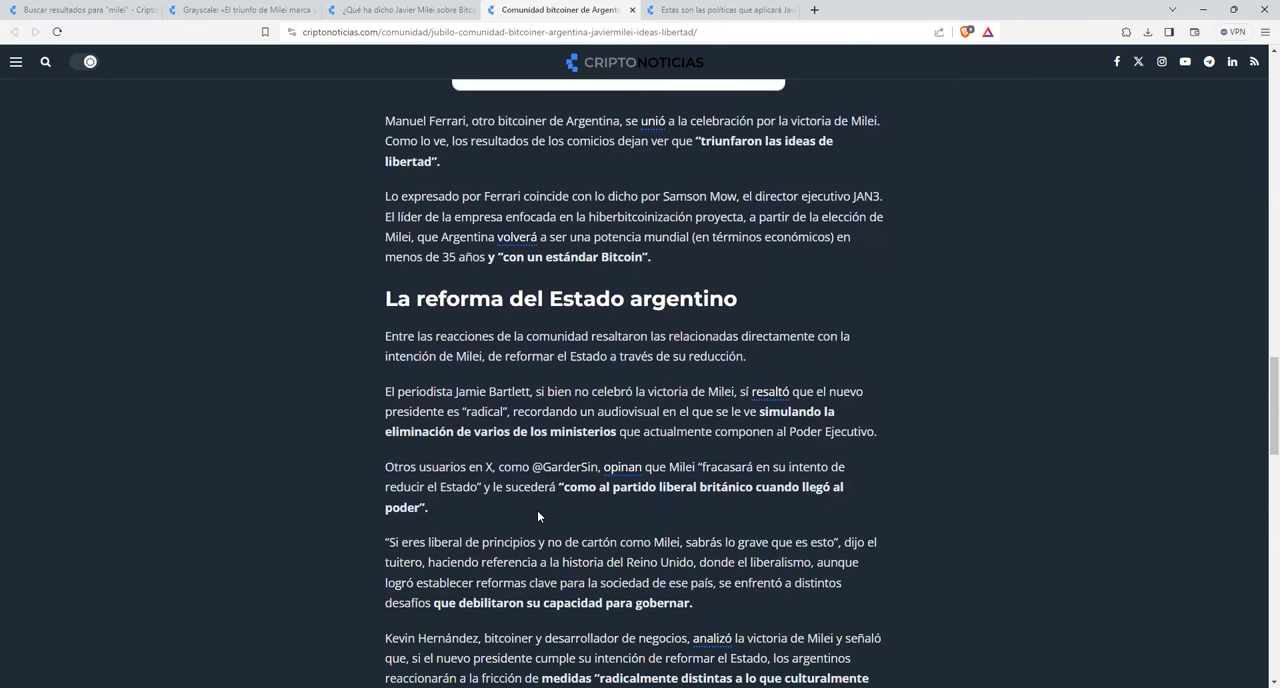 Buscar resultados para "milei" - Cripto
Grayscale: «El triunfo de Milei marca u
¿Qué ha dicho Javier Milei sobre Bitco
Comunidad bitcoiner de Argenti
Estas son las políticas que aplicará Javi
criptonoticias.com/comunidad/jubilo-comunidad-bitcoiner-argentina-javiermilei-ideas-libertad/
VPN
CRIPTONOTICIAS
Manuel Ferrari, otro bitcoiner de Argentina, se unió a la celebración por la victoria de Milei.
Como lo ve, los resultados de los comicios dejan ver que “triunfaron las ideas de
libertad”.
Lo expresado por Ferrari coincide con lo dicho por Samson Mow, el director ejecutivo JAN3.
El líder de la empresa enfocada en la hiberbitcoinización proyecta, a partir de la elección de
Milei, que Argentina volverá a ser una potencia mundial (en términos económicos) en
menos de 35 años y “con un estándar Bitcoin”.
La reforma del Estado argentino
Entre las reacciones de la comunidad resaltaron las relacionadas directamente con la
intención de Milei, de reformar el Estado a través de su reducción.
El periodista Jamie Bartlett, si bien no celebró la victoria de Milei, sí resaltó que el nuevo
presidente es “radical”, recordando un audiovisual en el que se le ve simulando la
eliminación de varios de los ministerios que actualmente componen al Poder Ejecutivo.
Otros usuarios en X, como @GarderSin, opinan que Milei “fracasará en su intento de
reducir el Estado” y le sucederá “como al partido liberal británico cuando llegó al
poder”.
“Si eres liberal de principios y no de cartón como Milei, sabrás lo grave que es esto”, dijo el
tuitero, haciendo referencia a la historia del Reino Unido, donde el liberalismo, aunque
logró establecer reformas clave para la sociedad de ese país, se enfrentó a distintos
desafíos que debilitaron su capacidad para gobernar.
Kevin Hernández, bitcoiner y desarrollador de negocios, analizó la victoria de Milei y señaló
que, si el nuevo presidente cumple su intención de reformar el Estado, los argentinos
reaccionarán a la fricción de medidas “radicalmente distintas a lo que culturalmente